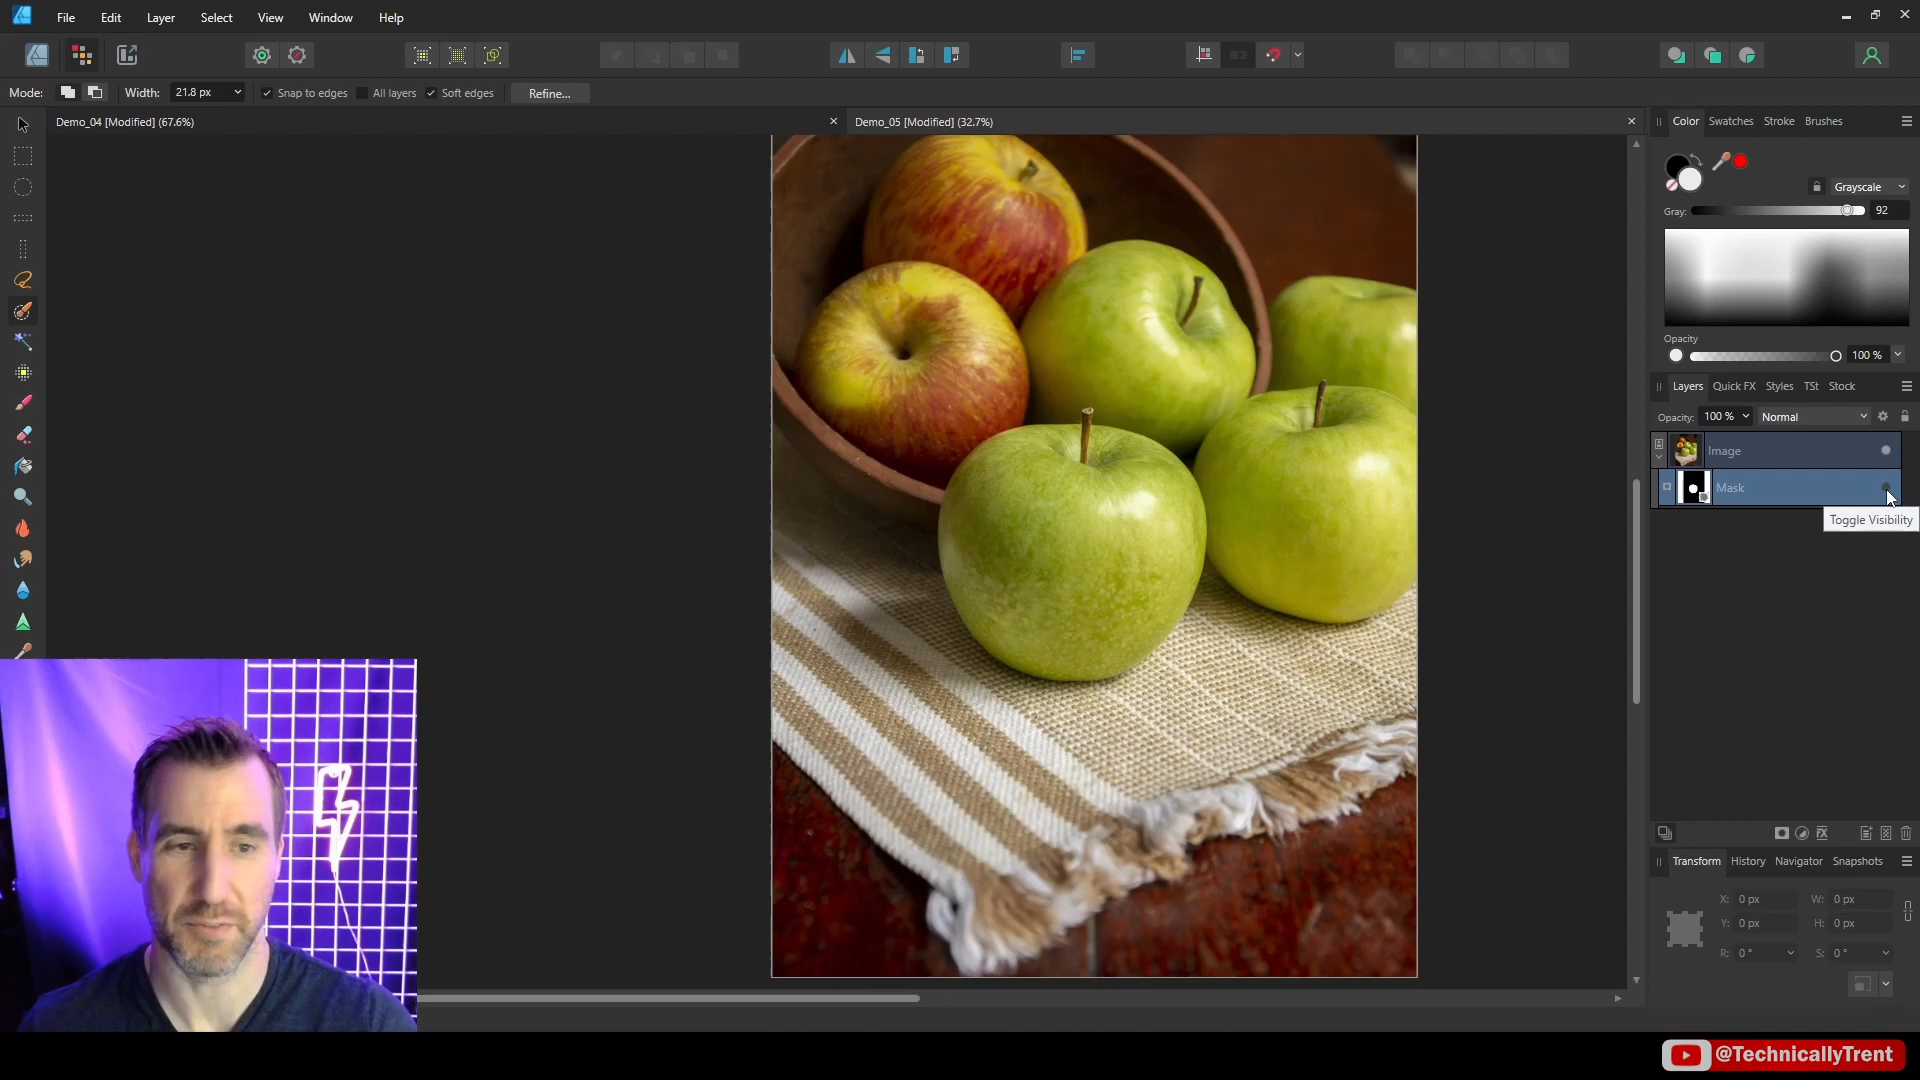 File Edit Layer Select View Window Help
Mode: Width: 21.8 px Snap to edges All layers Soft edges Refine...
Demo_04 [Modified] (67.6%)
Demo_05 [Modified] (32.7%)
Color Swatches Stroke Brushes
Grayscale
Gray: 92
Opacity
100 %
Layers Quick FX Styles TSt Stock
Opacity: 100 % Normal
Image
Mask
Toggle Visibility
Transform History Navigator Snapshots
X: 0 px W: 0 px
Y: 0 px H: 0 px
R: 0 ° S: 0 °
@TechnicallyTrent